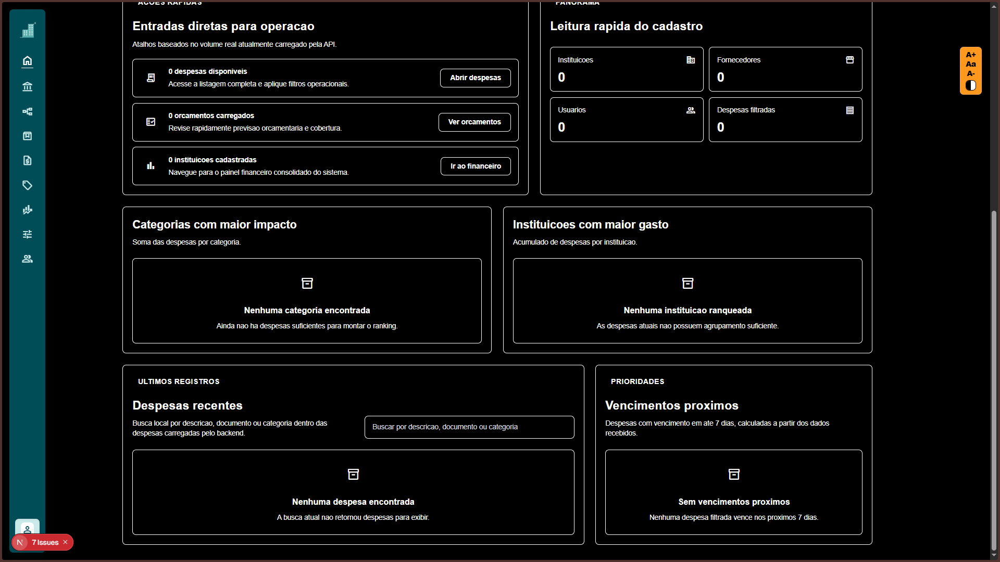 ACOES RAPIDAS
Entradas diretas para operacao
Atalhos baseados no volume real atualmente carregado pela API.
0 despesas disponiveis
Acesse a listagem completa e aplique filtros operacionais.
Abrir despesas
0 orcamentos carregados
Revise rapidamente previsao orcamentaria e cobertura.
Ver orcamentos
0 instituicoes cadastradas
Navegue para o painel financeiro consolidado do sistema.
Ir ao financeiro
PANORAMA
Leitura rapida do cadastro
Instituicoes
0
Fornecedores
0
Usuarios
0
Despesas filtradas
0
A+
Aa
A-
Categorias com maior impacto
Soma das despesas por categoria.
Nenhuma categoria encontrada
Ainda nao ha despesas suficientes para montar o ranking.
Instituicoes com maior gasto
Acumulado de despesas por instituicao.
Nenhuma instituicao ranqueada
As despesas atuais nao possuem agrupamento suficiente.
ULTIMOS REGISTROS
Despesas recentes
Busca local por descricao, documento ou categoria dentro das
despesas carregadas pelo backend.
Buscar por descricao, documento ou categoria
Nenhuma despesa encontrada
A busca atual nao retornou despesas para exibir.
PRIORIDADES
Vencimentos proximos
Despesas com vencimento em ate 7 dias, calculadas a partir dos dados
recebidos.
Sem vencimentos proximos
Nenhuma despesa filtrada vence nos proximos 7 dias.
N 7 Issues